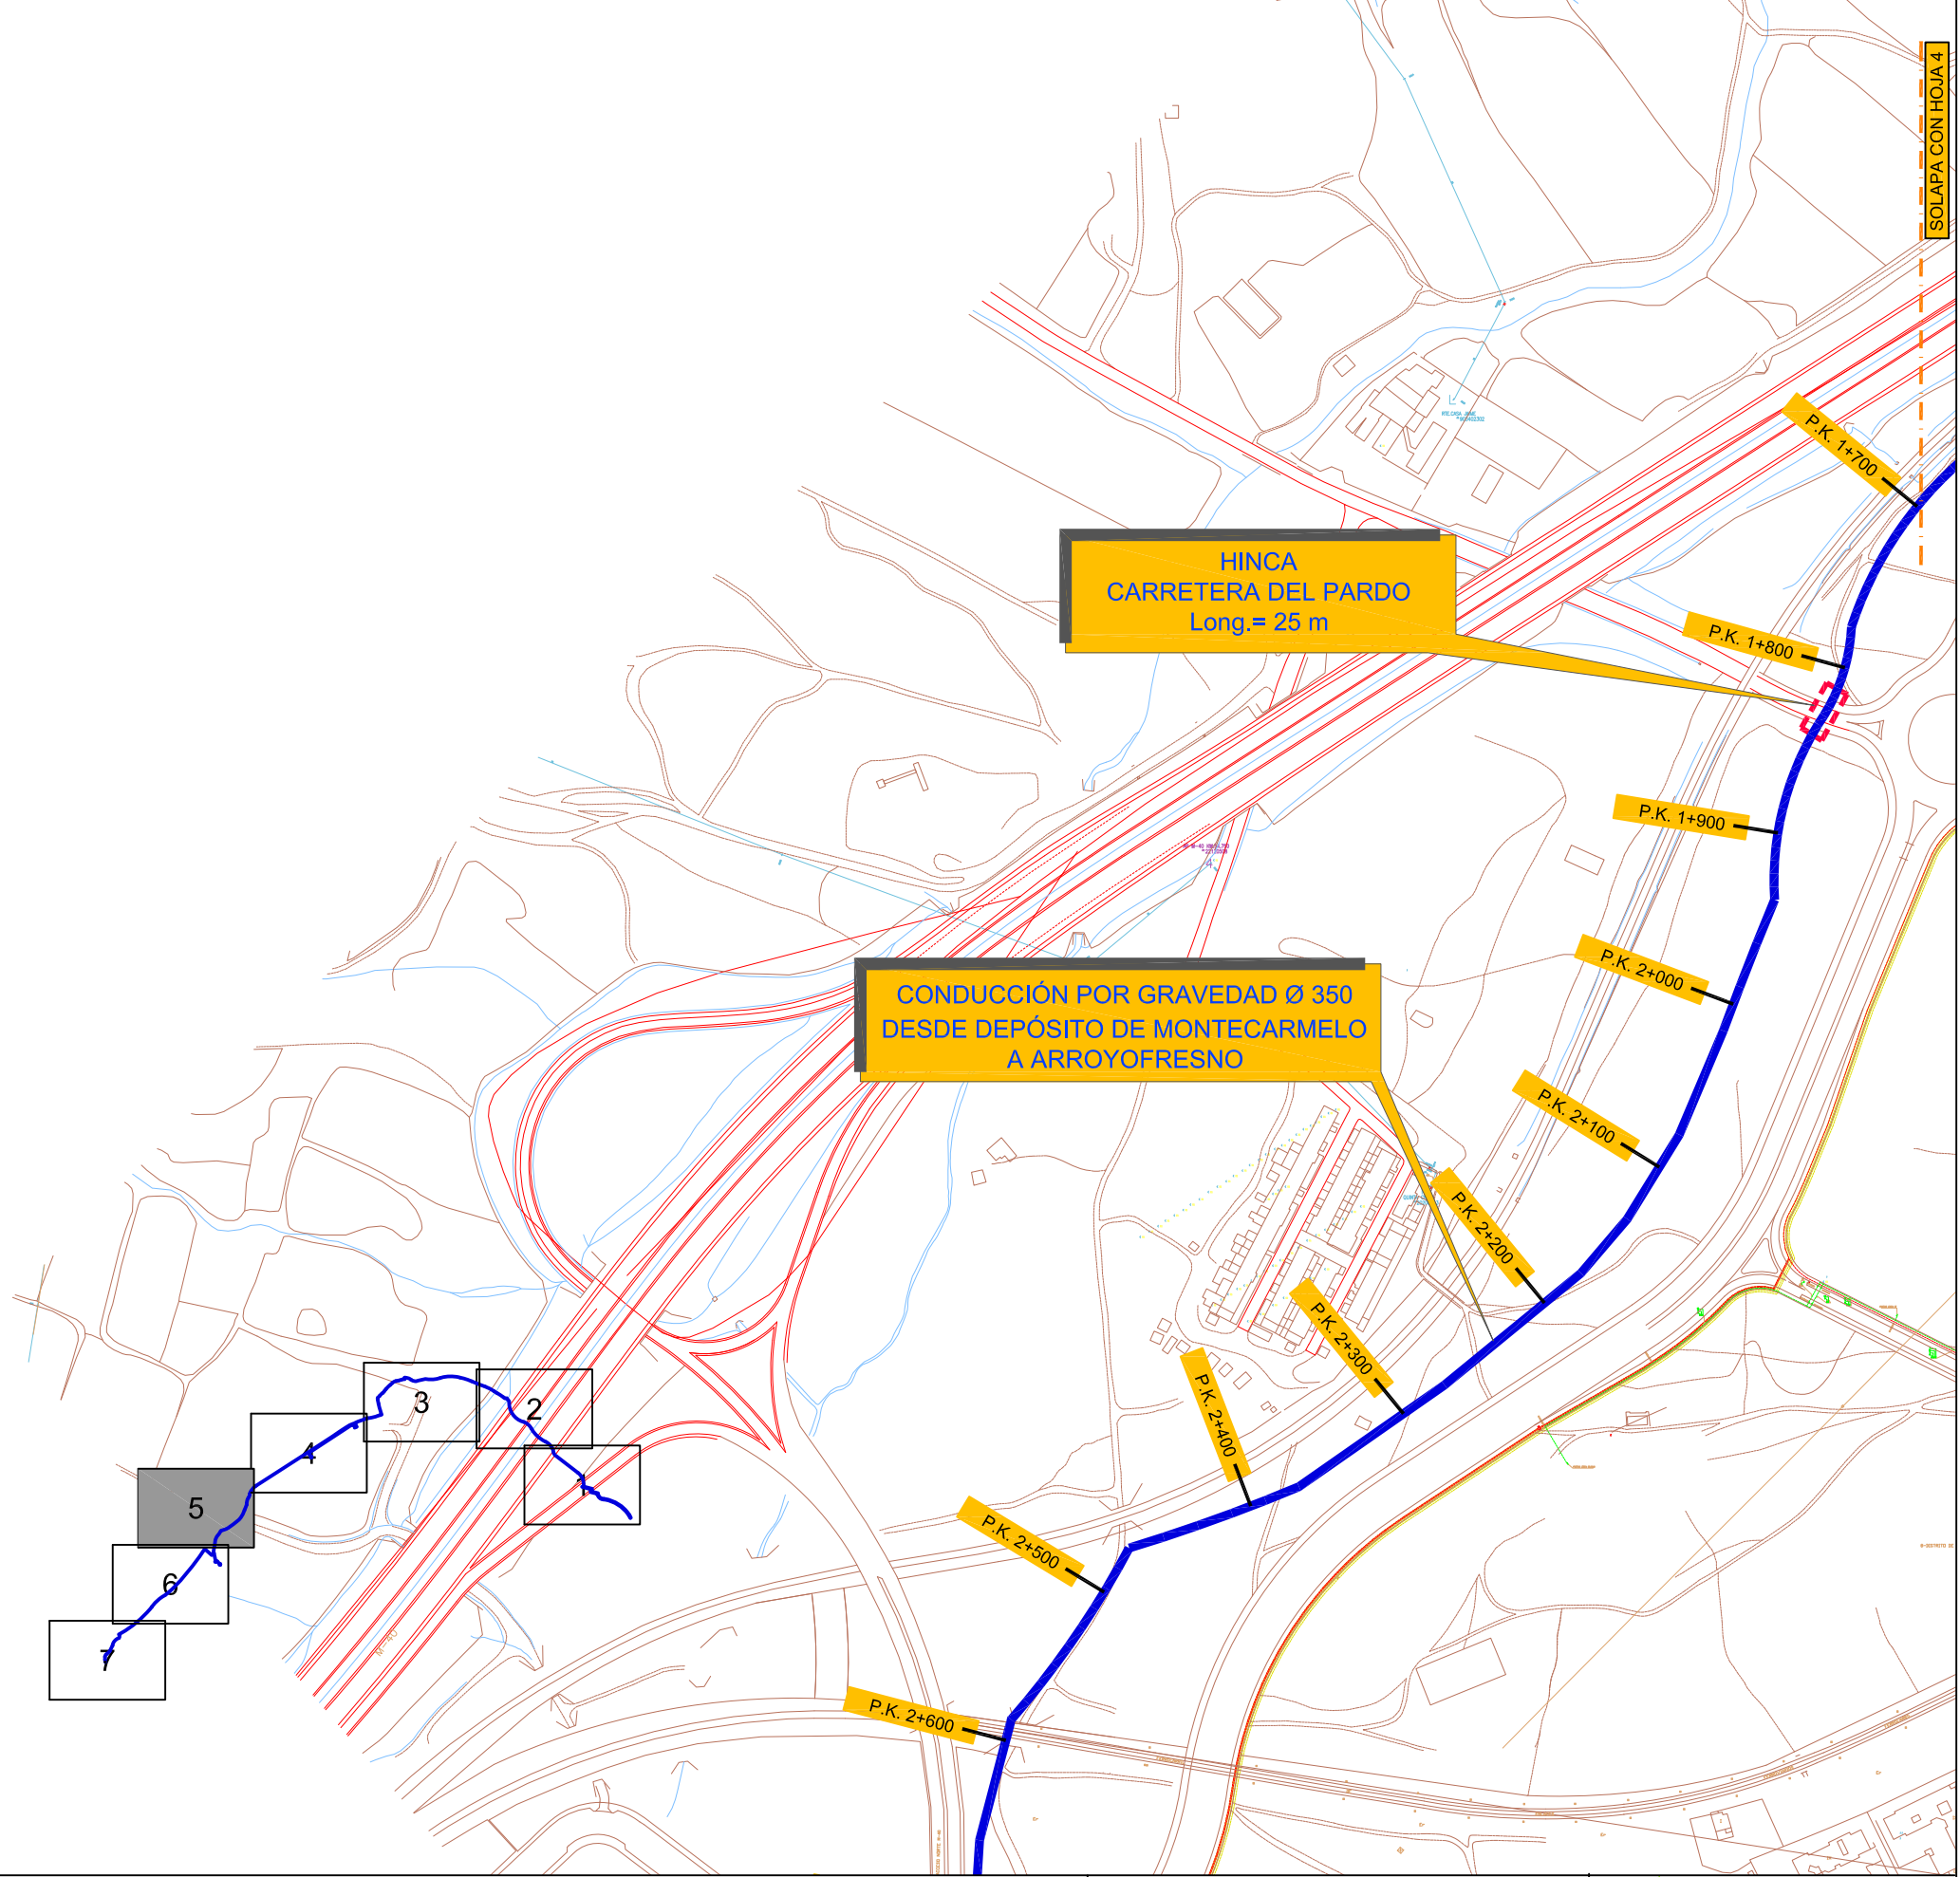 SOLAPA CON HOJA 4
P.K. 1+700
HINCA
CARRETERA DEL PARDO
Long.= 25 m
P.K. 1+800
P.K. 1+900
P.K. 2+000
CONDUCCIÓN POR GRAVEDAD Ø 350
DESDE DEPÓSITO DE MONTECARMELO
A ARROYOFRESNO
P.K. 2+100
P.K. 2+200
P.K. 2+300
P.K. 2+400
P.K. 2+500
P.K. 2+600
3
2
4
1
5
6
7
M-40
4